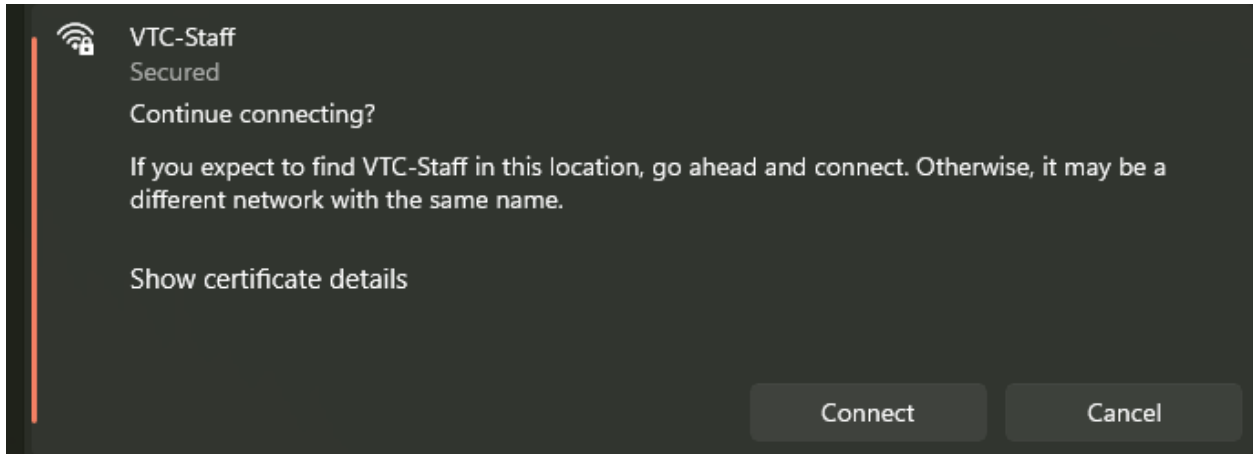 VTC-Staff
Secured
Continue connecting?
If you expect to find VTC-Staff in this location, go ahead and connect. Otherwise, it may be a
different network with the same name.
Show certificate details
Connect Cancel